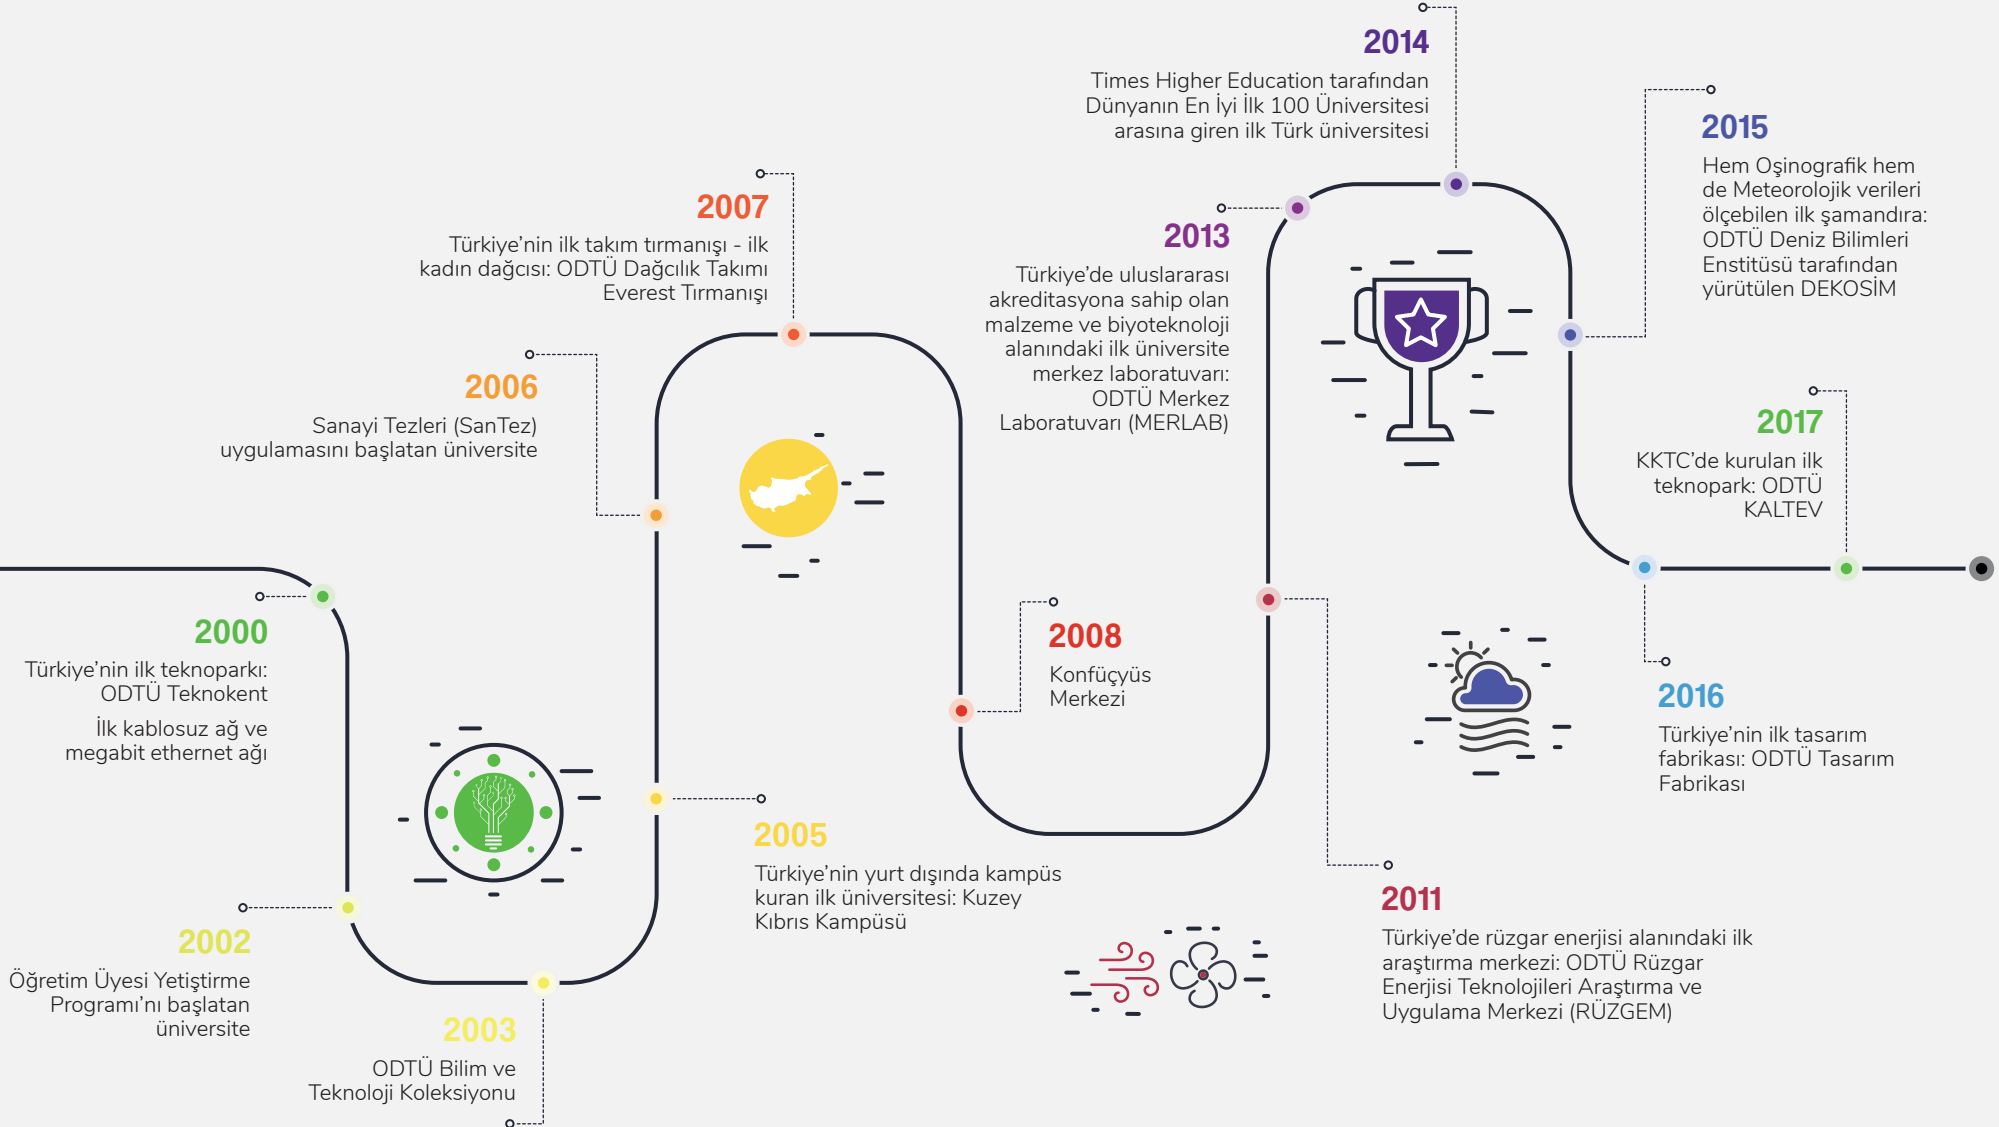 2000
Türkiye’nin ilk teknoparkı:
ODTÜ Teknokent
İlk kablosuz ağ ve
megabit ethernet ağı
2002
Öğretim Üyesi Yetiştirme
Programı’nı başlatan
üniversite
2003
ODTÜ Bilim ve
Teknoloji Koleksiyonu
2005
Türkiye’nin yurt dışında kampüs
kuran ilk üniversitesi: Kuzey
Kıbrıs Kampüsü
2006
Sanayi Tezleri (SanTez)
uygulamasını başlatan üniversite
2007
Türkiye’nin ilk takım tırmanışı - ilk
kadın dağcısı: ODTÜ Dağcılık Takımı
Everest Tırmanışı
2008
Konfüçyüs
Merkezi
2011
Türkiye’de rüzgar enerjisi alanındaki ilk
araştırma merkezi: ODTÜ Rüzgar
Enerjisi Teknolojileri Araştırma ve
Uygulama Merkezi (RÜZGEM)
2013
Türkiye’de uluslararası
akreditasyona sahip olan
malzeme ve biyoteknoloji
alanındaki ilk üniversite
merkez laboratuvarı:
ODTÜ Merkez
Laboratuvarı (MERLAB)
2014
Times Higher Education tarafından
Dünyanın En İyi İlk 100 Üniversitesi
arasına giren ilk Türk üniversitesi
2015
Hem Oşinografik hem
de Meteorolojik verileri
ölçebilen ilk şamandıra:
ODTÜ Deniz Bilimleri
Enstitüsü tarafından
yürütülen DEKOSİM
2016
Türkiye’nin ilk tasarım
fabrikası: ODTÜ Tasarım
Fabrikası
2017
KKTC’de kurulan ilk
teknopark: ODTÜ
KALTEV